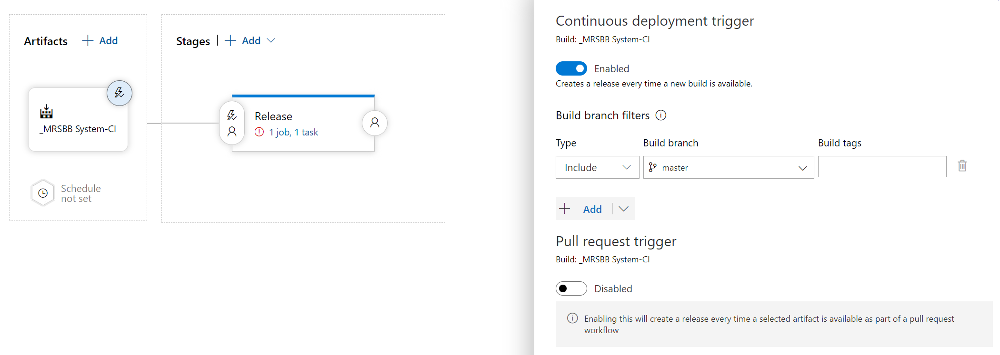 Artifacts | + Add
Stages | + Add
_MRSBB System-CI
Schedule
not set
Release
1 job, 1 task
Continuous deployment trigger
Build: _MRSBB System-CI
Enabled
Creates a release every time a new build is available.
Build branch filters
Type Build branch Build tags
Include master
+ Add
Pull request trigger
Build: _MRSBB System-CI
Disabled
Enabling this will create a release every time a selected artifact is available as part of a pull request
workflow